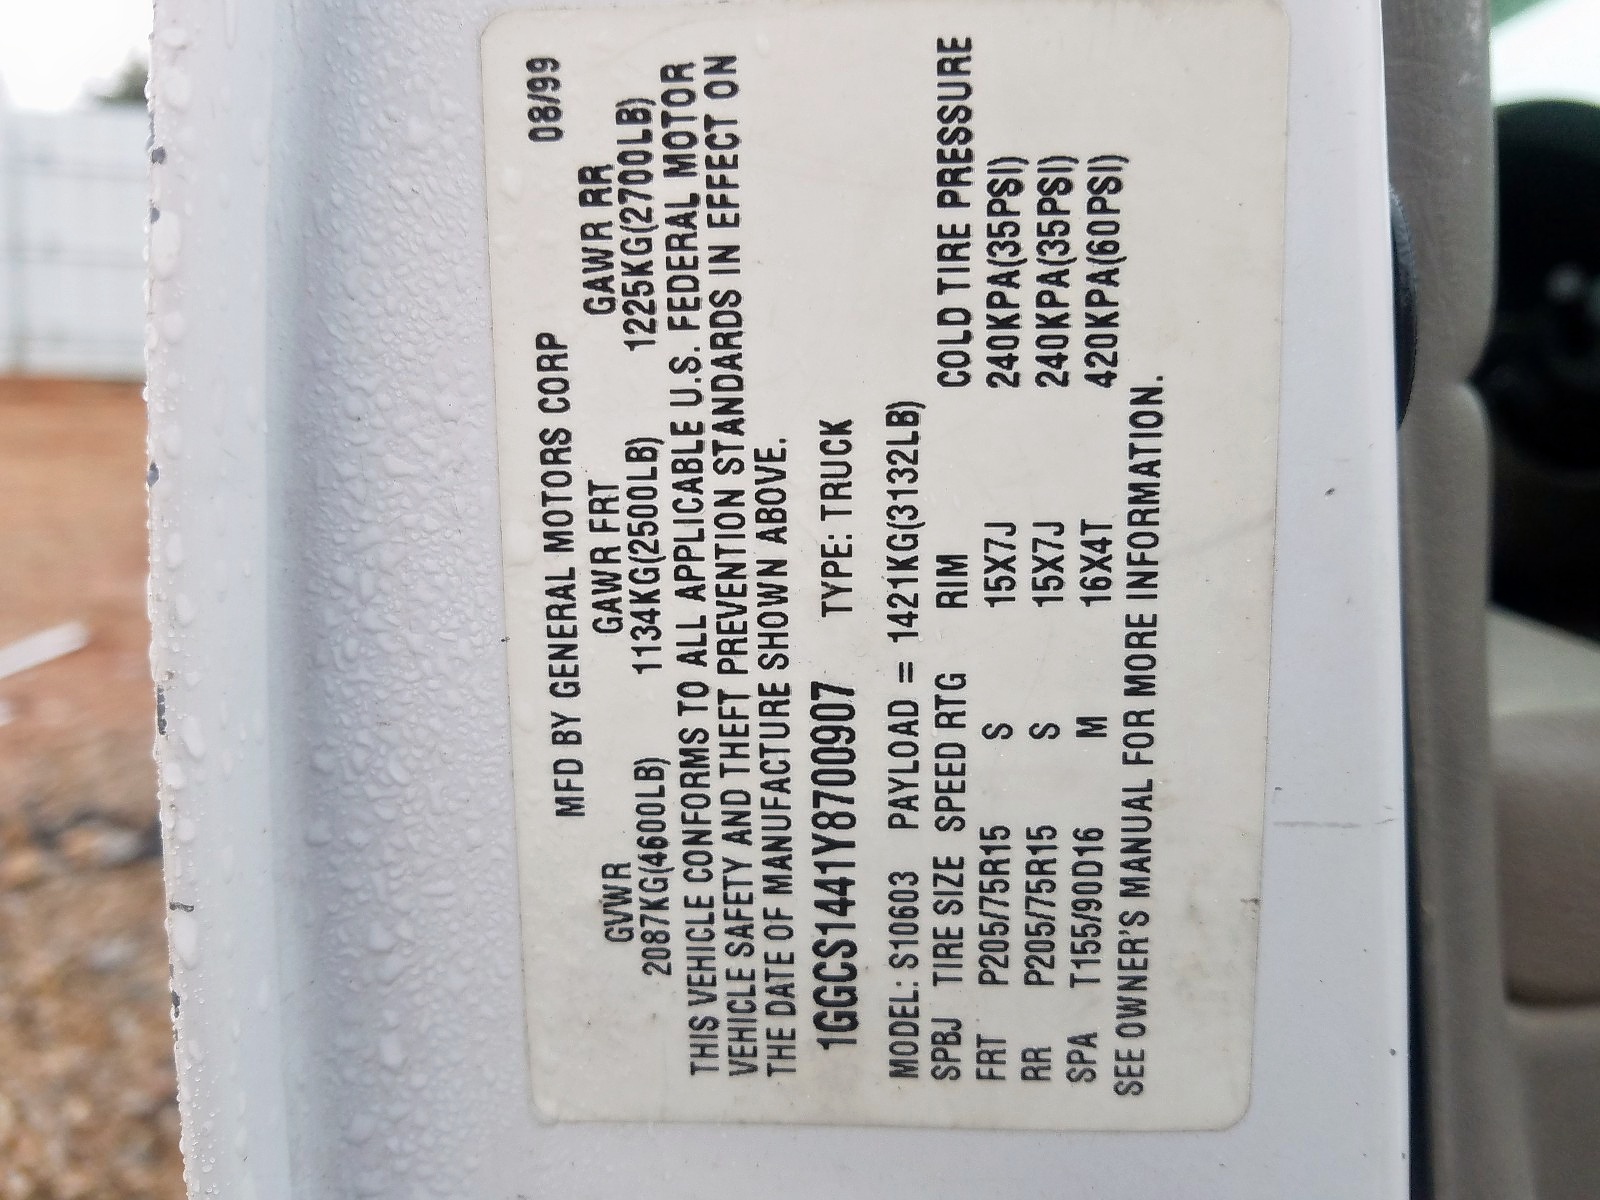 MFD BY GENERAL MOTORS CORP 08/99
GVWR GAWR FRT GAWR RR
2087KG(4600LB) 1134KG(2500LB) 1225KG(2700LB)
THIS VEHICLE CONFORMS TO ALL APPLICABLE U.S. FEDERAL MOTOR
VEHICLE SAFETY AND THEFT PREVENTION STANDARDS IN EFFECT ON
THE DATE OF MANUFACTURE SHOWN ABOVE.
1GGCS1441Y8700907 TYPE: TRUCK
MODEL: S10603 PAYLOAD = 1421KG(3132LB)
SPBJ TIRE SIZE SPEED RTG RIM COLD TIRE PRESSURE
FRT P205/75R15 S 15X7J 240KPA(35PSI)
RR P205/75R15 S 15X7J 240KPA(35PSI)
SPA T155/90D16 M 16X4T 420KPA(60PSI)
SEE OWNER'S MANUAL FOR MORE INFORMATION.